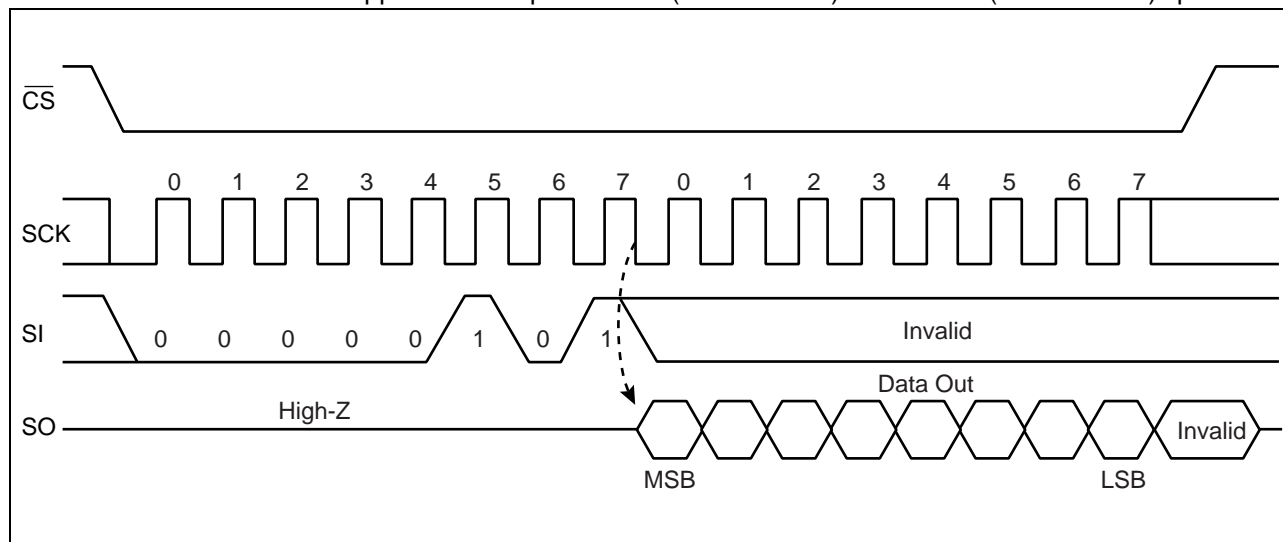 CS
0 1 2 3 4 5 6 7 0 1 2 3 4 5 6 7
SCK
SI
0 0 0 0 0 1 0 1
Invalid
Data Out
High-Z
SO
Invalid
MSB
LSB